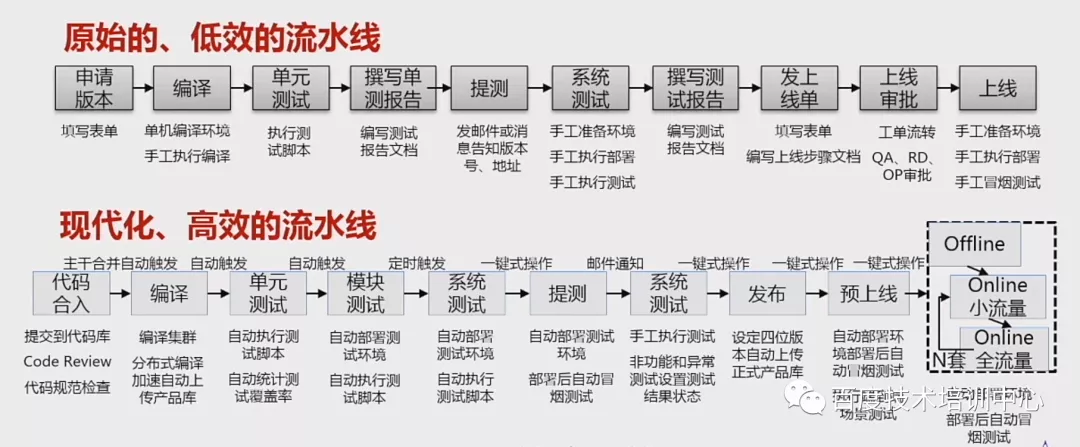 原始的、低效的流水线
申请
版本
编译
单元
测试
撰写单
测报告
提测
系统
测试
撰写测
试报告
发上
线单
上线
审批
上线
填写表单
单机编译环境
手工执行编译
执行测
试脚本
编写测试
报告文档
发邮件或消
息告知版本
号、地址
手工准备环境
手工执行部署
手工执行测试
编写测试
报告文档
填写表单
编写上线步骤文档
工单流转
QA、RD、
OP审批
手工准备环境
手工执行部署
手工冒烟测试
现代化、高效的流水线
主干合并自动触发
自动触发
自动触发
定时触发
一键式操作
邮件通知
一键式操作
一键式操作
一键式操作
代码
合入
编译
单元
测试
模块
测试
系统
测试
提测
系统
测试
发布
预上线
Offline
Online
小流量
Online
全流量
N套
提交到代码库
Code Review
代码规范检查
编译集群
分布式编译
加速自动上
传产品库
自动执行测
试脚本
自动统计测
试覆盖率
自动部署测
试环境
自动执行测
试脚本
自动部署
测试环境
自动执行
测试脚本
自动部署测试
环境
部署后自动冒
烟测试
手工执行测试
非功能和异常
测试设置测试
结果状态
设定四位版
本自动上传
正式产品库
自动部署环
境部署后自
动冒烟测试
场景测试
自动部署环境
部署后自动冒
烟测试
百度技术培训中心